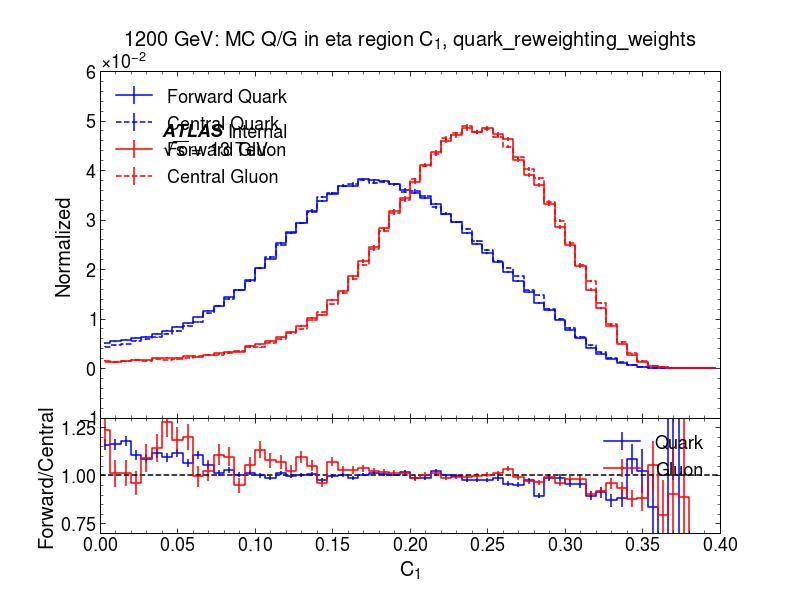 1200 GeV: MC Q/G in eta region C₁, quark_reweighting_weights
×10⁻²
6
5
4
3
2
1
0
−1
Normalized
Forward Quark
Central Quark
ATLAS Internal
√s = 13 TeV
Forward Gluon
Central Gluon
1.25
1.00
0.75
Forward/Central
Quark
Gluon
0.00 0.05 0.10 0.15 0.20 0.25 0.30 0.35 0.40
C₁